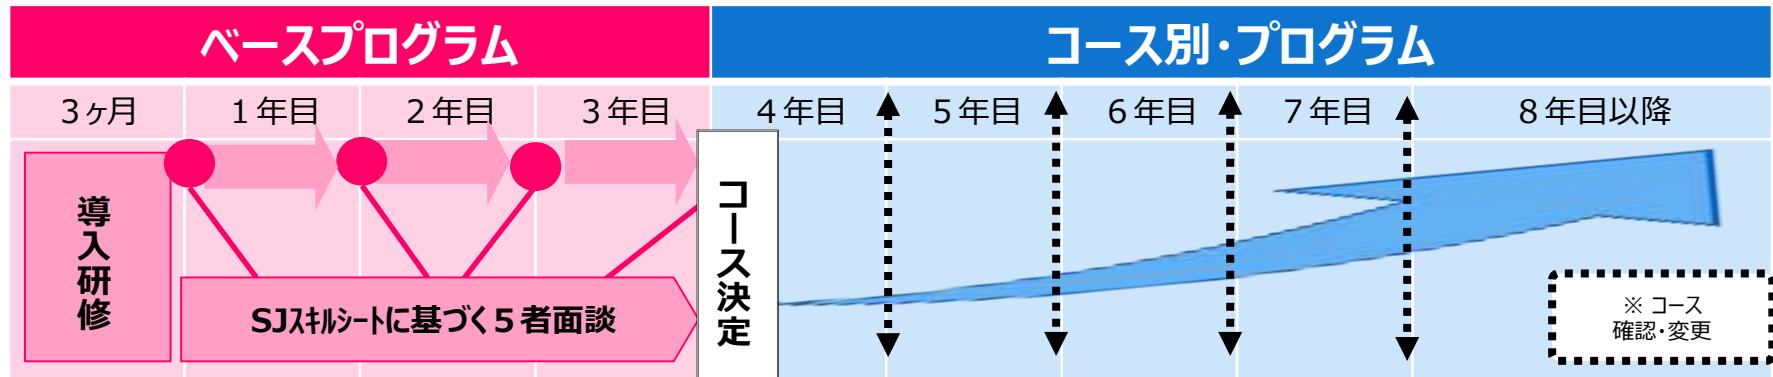 ベースプログラム
コース別・プログラム
3ヶ月
1年目
2年目
3年目
4年目
5年目
6年目
7年目
8年目以降
導入研修
SJスキルシートに基づく5者面談
コース決定
※ コース
確認・変更